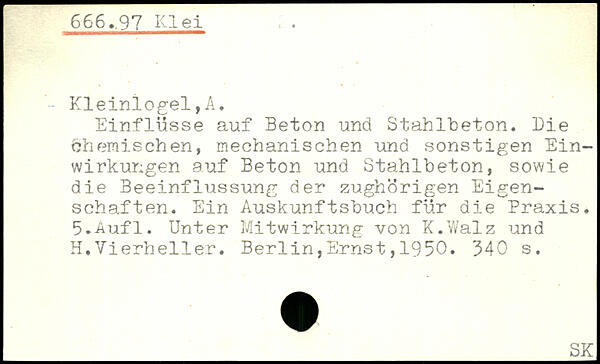 666.97 Klei
Kleinlogel,A.
Einflüsse auf Beton und Stahlbeton. Die
chemischen, mechanischen und sonstigen Ein-
wirkungen auf Beton und Stahlbeton, sowie
die Beeinflussung der zughörigen Eigen-
schaften. Ein Auskunftsbuch für die Praxis.
5.Aufl. Unter Mitwirkung von K.Walz und
H.Vierheller. Berlin,Ernst,1950. 340 s.
SK